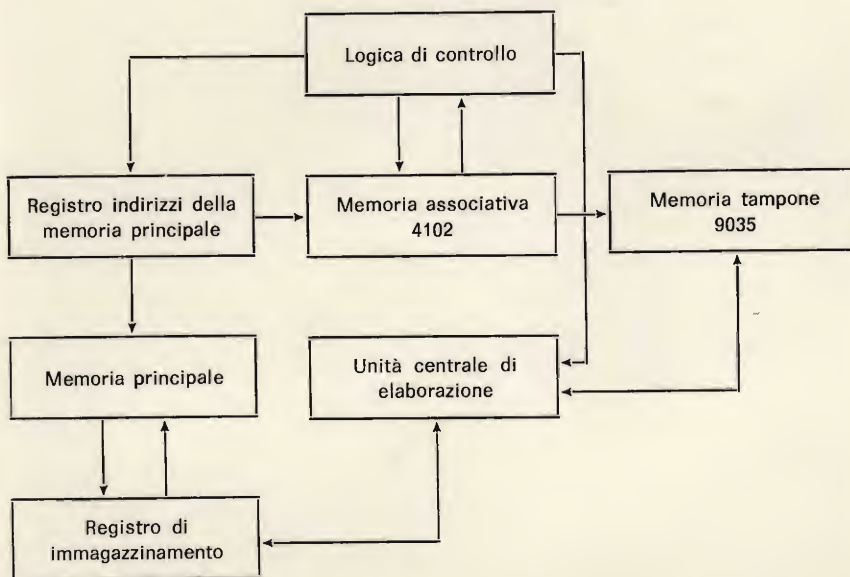 Logica di controllo
Registro indirizzi della
memoria principale
Memoria associativa
4102
Memoria tampone
9035
Memoria principale
Unità centrale di
elaborazione
Registro di
immagazzinamento